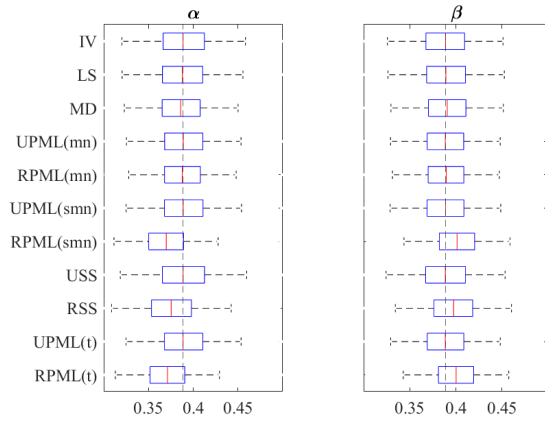 α β
IV
LS
MD
UPML(mn)
RPML(mn)
UPML(smn)
RPML(smn)
USS
RSS
UPML(t)
RPML(t)
0.35 0.4 0.45 0.35 0.4 0.45